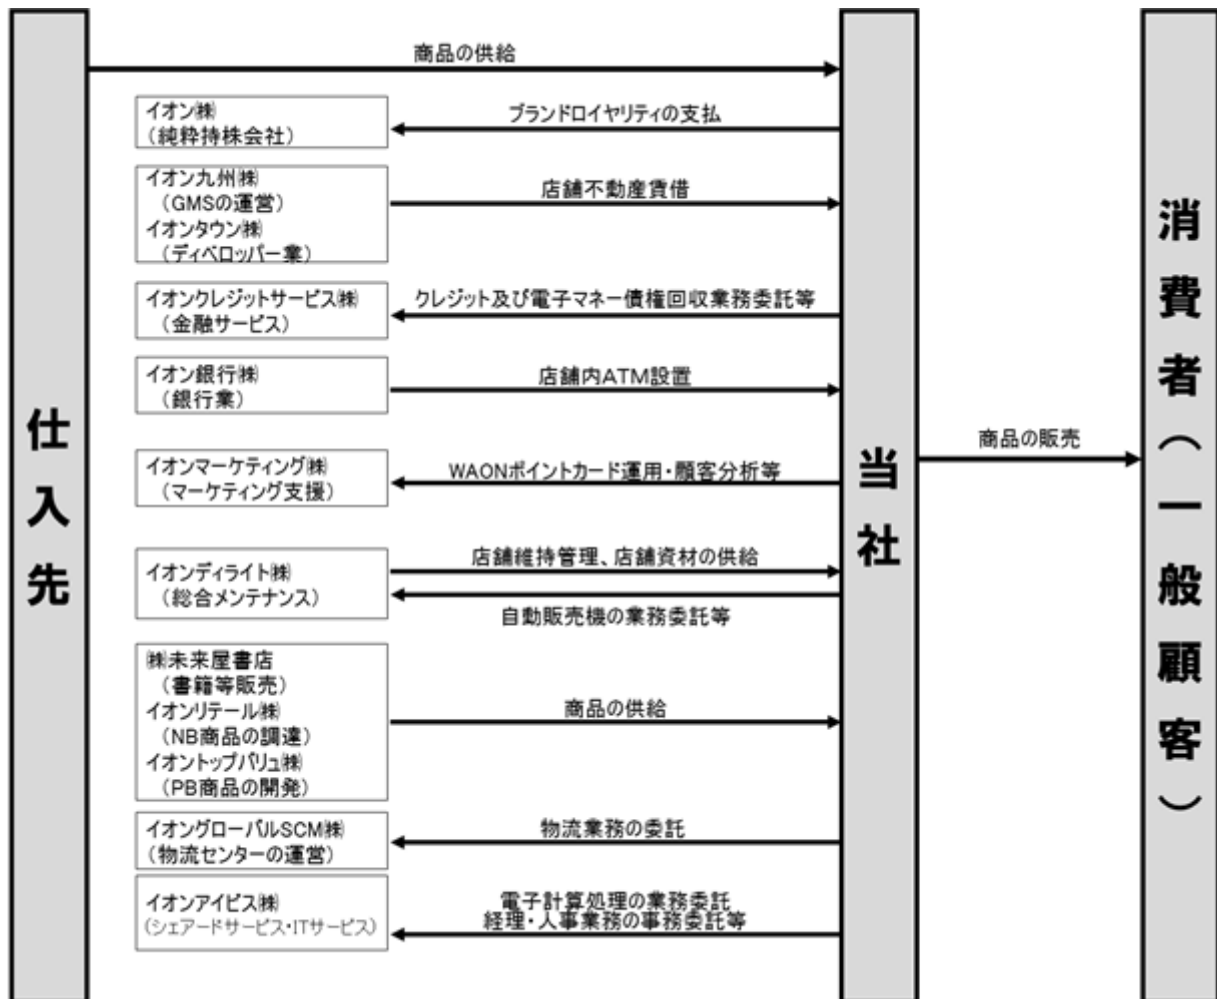 仕入先
商品の供給
イオン㈱
(純粋持株会社)
ブランドロイヤリティの支払
イオン九州㈱
(GMSの運営)
イオンタウン㈱
(ディベロッパー業)
店舗不動産賃借
イオンクレジットサービス㈱
(金融サービス)
クレジット及び電子マネー債権回収業務委託等
イオン銀行㈱
(銀行業)
店舗内ATM設置
イオンマーケティング㈱
(マーケティング支援)
WAONポイントカード運用・顧客分析等
イオンディライト㈱
(総合メンテナンス)
店舗維持管理、店舗資材の供給
自動販売機の業務委託等
㈱未来屋書店
(書籍等販売)
イオンリテール㈱
(NB商品の調達)
イオントップバリュ㈱
(PB商品の開発)
商品の供給
イオングローバルSCM㈱
(物流センターの運営)
物流業務の委託
イオンアイビス㈱
(シェアードサービス・ITサービス)
電子計算処理の業務委託
経理・人事業務の事務委託等
当社
商品の販売
消費者(一般顧客)